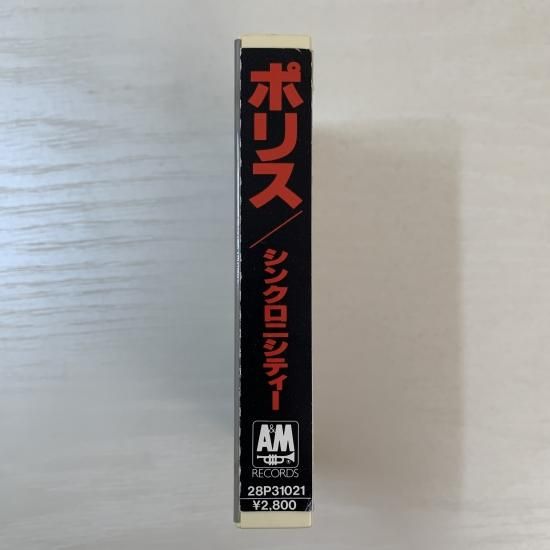 ポリス/
シンクロニシティー
A&M
RECORDS
28P31021
¥2,800